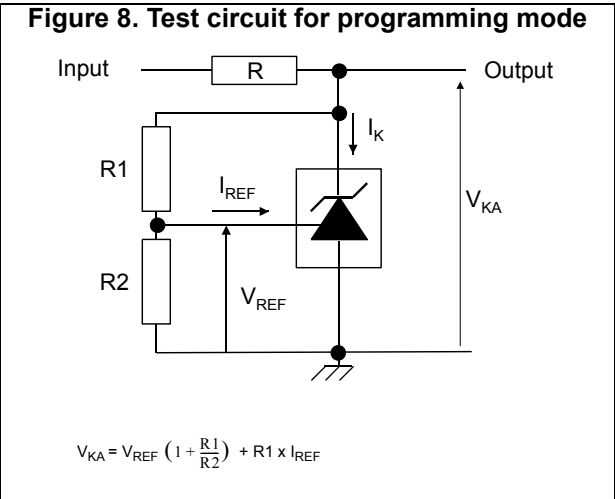 Figure 8. Test circuit for programming mode
Input R Output
I_K
R1
I_REF
V_KA
R2
V_REF
V_KA = V_REF (1 + R1/R2) + R1 x I_REF